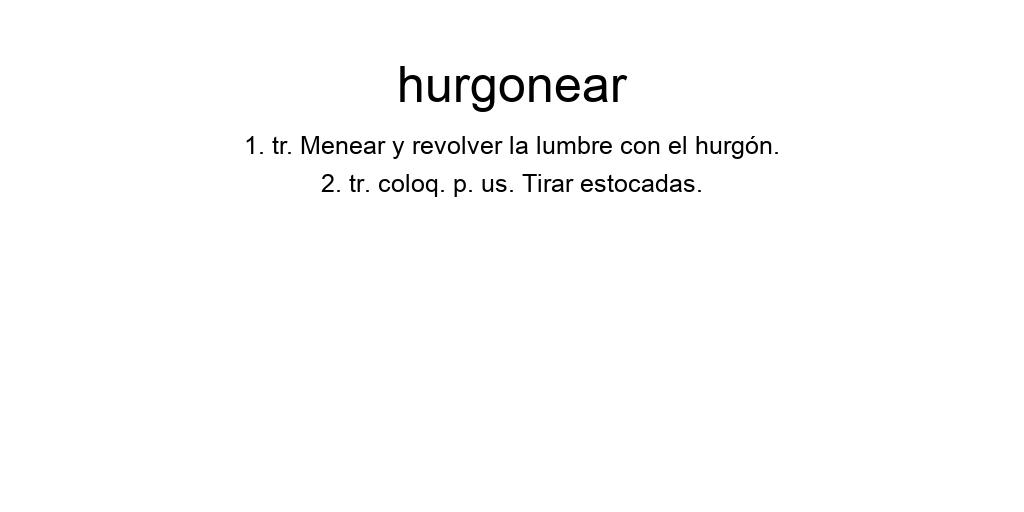 hurgonear
1. tr. Menear y revolver la lumbre con el hurgón.
2. tr. coloq. p. us. Tirar estocadas.